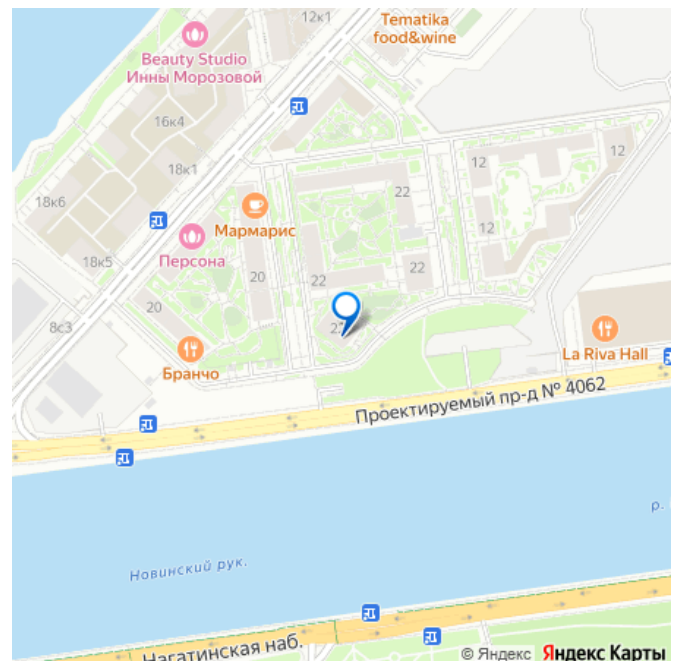 12к1
Tematika
food&wine
Beauty Studio
Инны Морозовой
16к4
18к1
12
12
22
18к6
Мармарис
12
Персона
18к5
20
22
22
20
8с3
La Riva Hall
Бранчо
Проектируемый пр-д № 4062
р.
Новинский рук.
Нагатинская наб.
© Яндекс Яндекс Карты